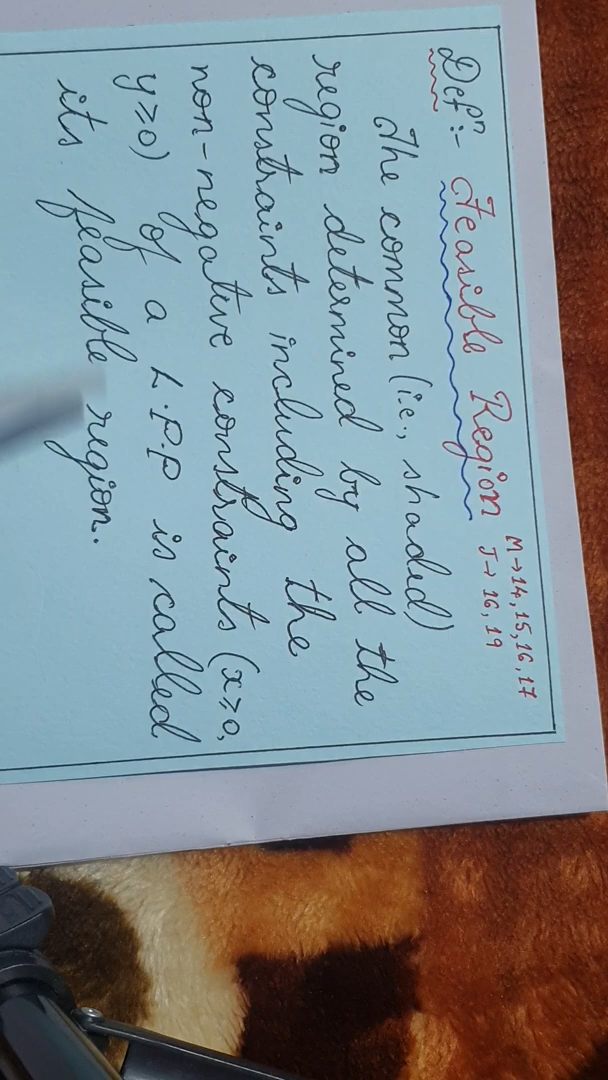 Defⁿ :- Feasible Region M→14, 15, 16, 17
J→ 16, 19
The common (i.e., shaded)
region determined by all the
constraints including the
non-negative constraints (x≥0,
y≥0) of a L.P.P is called
its feasible region.